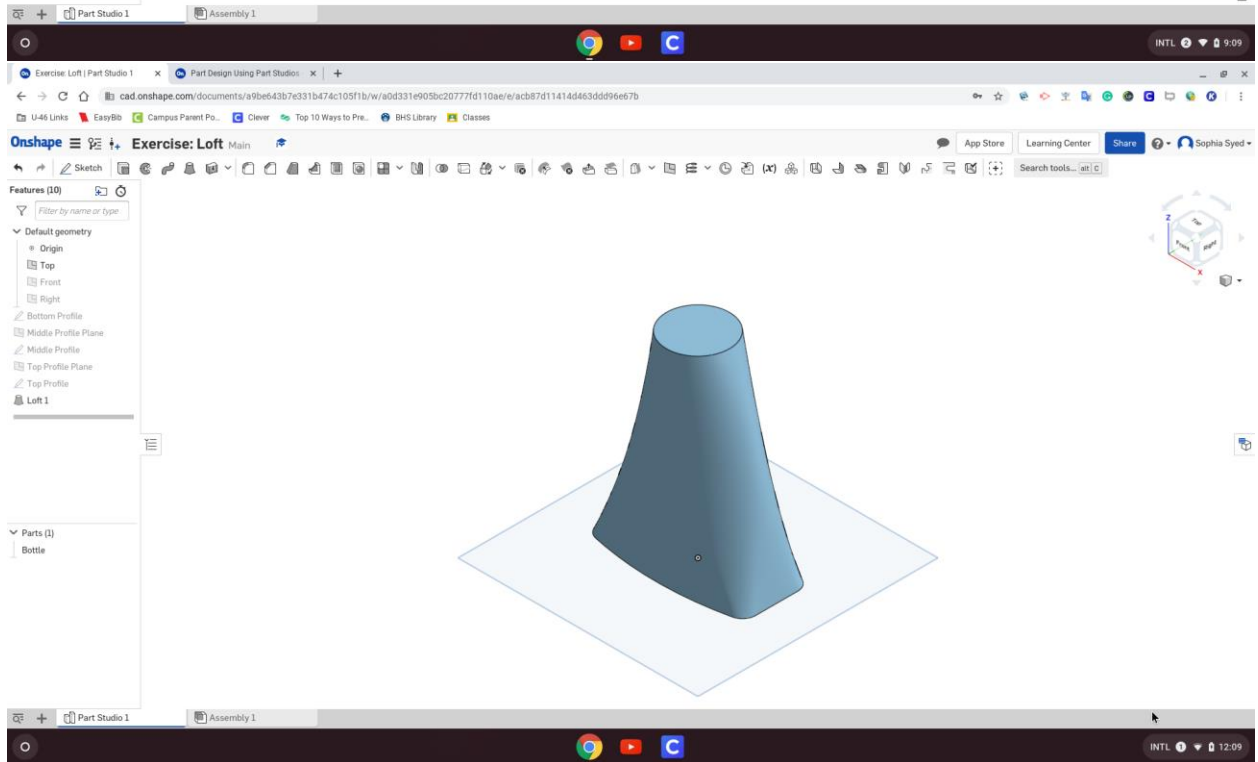 Part Studio 1 Assembly 1
INTL 2 9:09
Exercise: Loft | Part Studio 1 Part Design Using Part Studios
cad.onshape.com/documents/a9be643b7e331b474c105f1b/w/a0d331e905bc20777fd110ae/e/acb87d11414d463ddd96e67b
U-46 Links EasyBib Campus Parent Po... Clever Top 10 Ways to Pre... BHS Library Classes
Onshape Exercise: Loft Main App Store Learning Center Share Sophia Syed
Sketch Search tools... alt C
Features (10)
Filter by name or type
Default geometry
Origin
Top
Front
Right
Bottom Profile
Middle Profile Plane
Middle Profile
Top Profile Plane
Top Profile
Loft 1
Parts (1)
Bottle
Z
Top
Front Right
X
Part Studio 1 Assembly 1
INTL 1 12:09